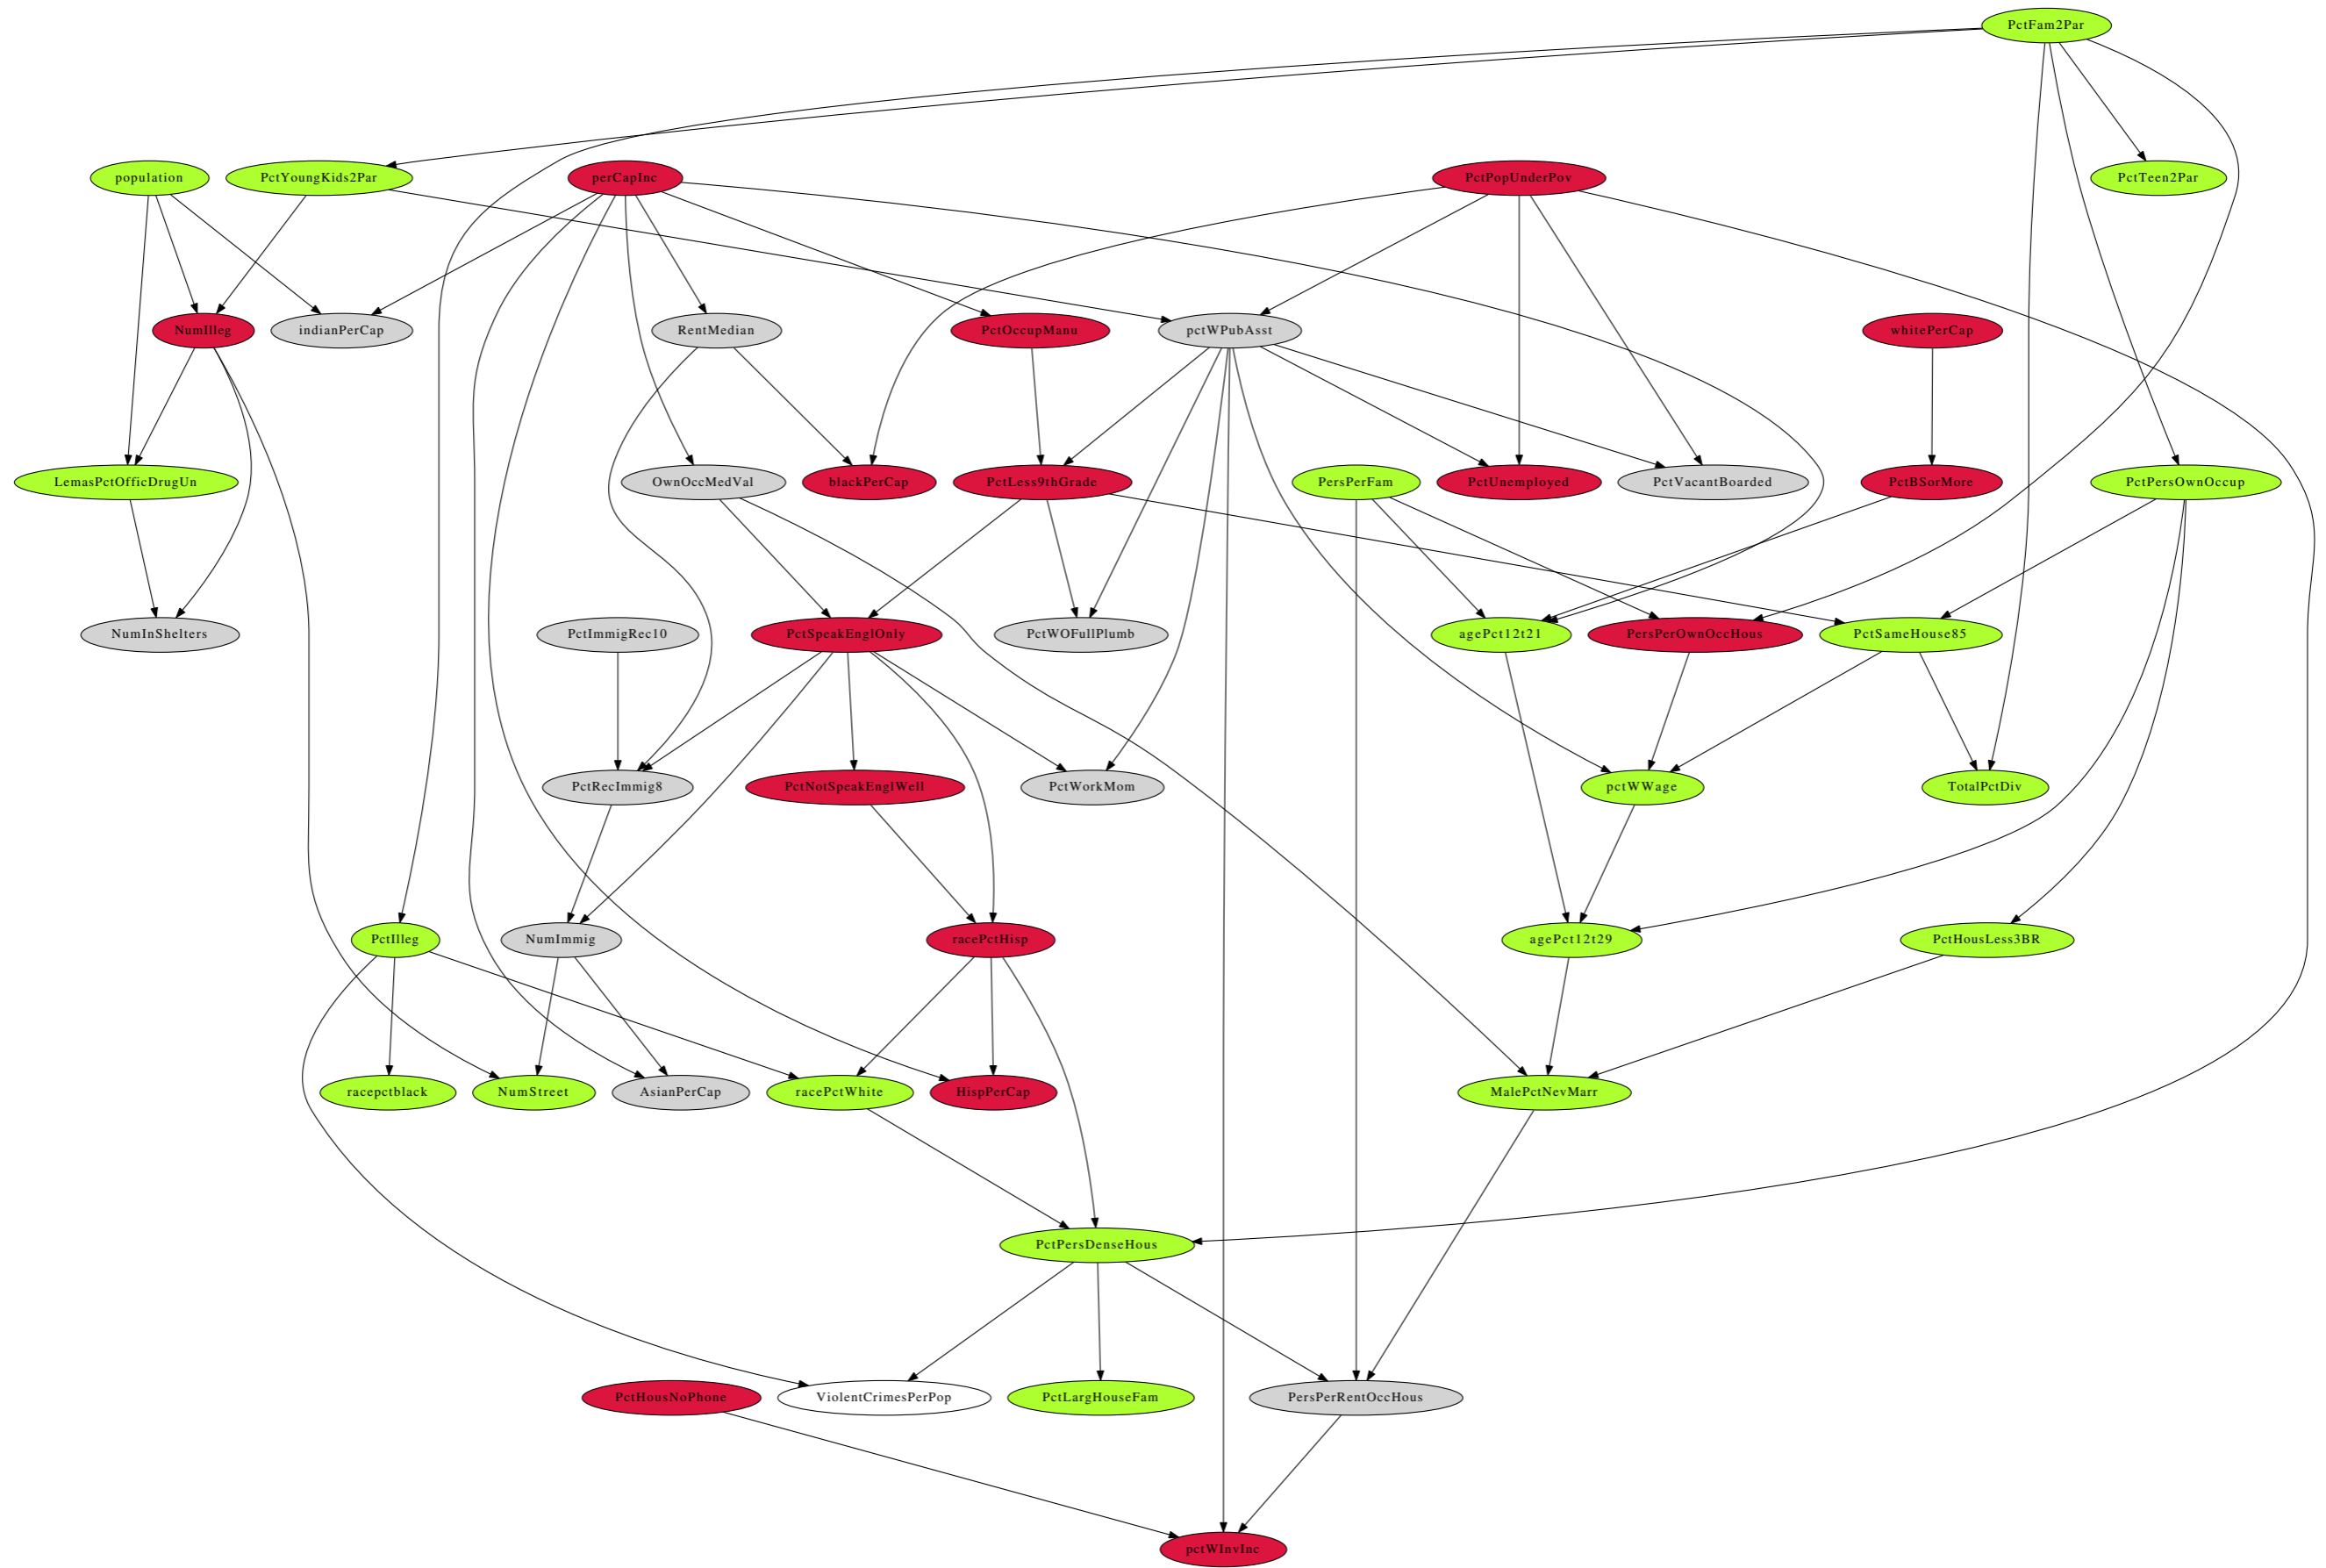 PctFam2Par
population
PctYoungKids2Par
perCapInc
PctPopUnderPov
PctTeen2Par
NumIlleg
indianPerCap
RentMedian
PctOccupManu
pctWPubAsst
whitePerCap
LemasPctOfficDrugUn
OwnOccMedVal
blackPerCap
PctLess9thGrade
PersPerFam
PctUnemployed
PctVacantBoarded
PctBSorMore
PctPersOwnOccup
NumInShelters
PctImmigRec10
PctSpeakEnglOnly
PctWOFullPlumb
agePct12t21
PersPerOwnOccHous
PctSameHouse85
PctRecImmig8
PctNotSpeakEnglWell
PctWorkMom
pctWWage
TotalPctDiv
PctIlleg
NumImmig
racePctHisp
agePct12t29
PctHousLess3BR
racepctblack
NumStreet
AsianPerCap
racePctWhite
HispPerCap
MalePctNevMarr
PctPersDenseHous
PctHousNoPhone
ViolentCrimesPerPop
PctLargHouseFam
PersPerRentOccHous
pctWInvInc